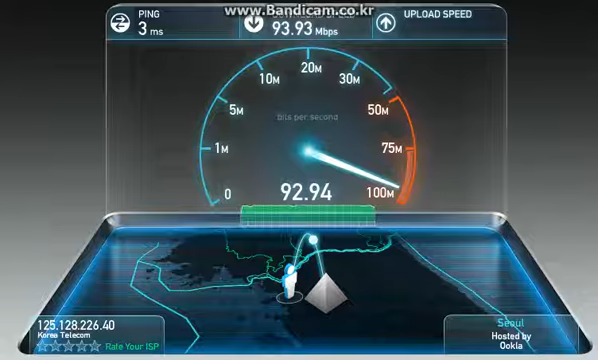 www.Bandicam.co.kr
PING
3 ms
93.93 Mbps
UPLOAD SPEED
20M
10M
30M
5M
50M
Bits per second
1M
75M
0
92.94
100M
125.128.226.40
Korea Telecom
Rate Your ISP
Seoul
Hosted by
Ookla